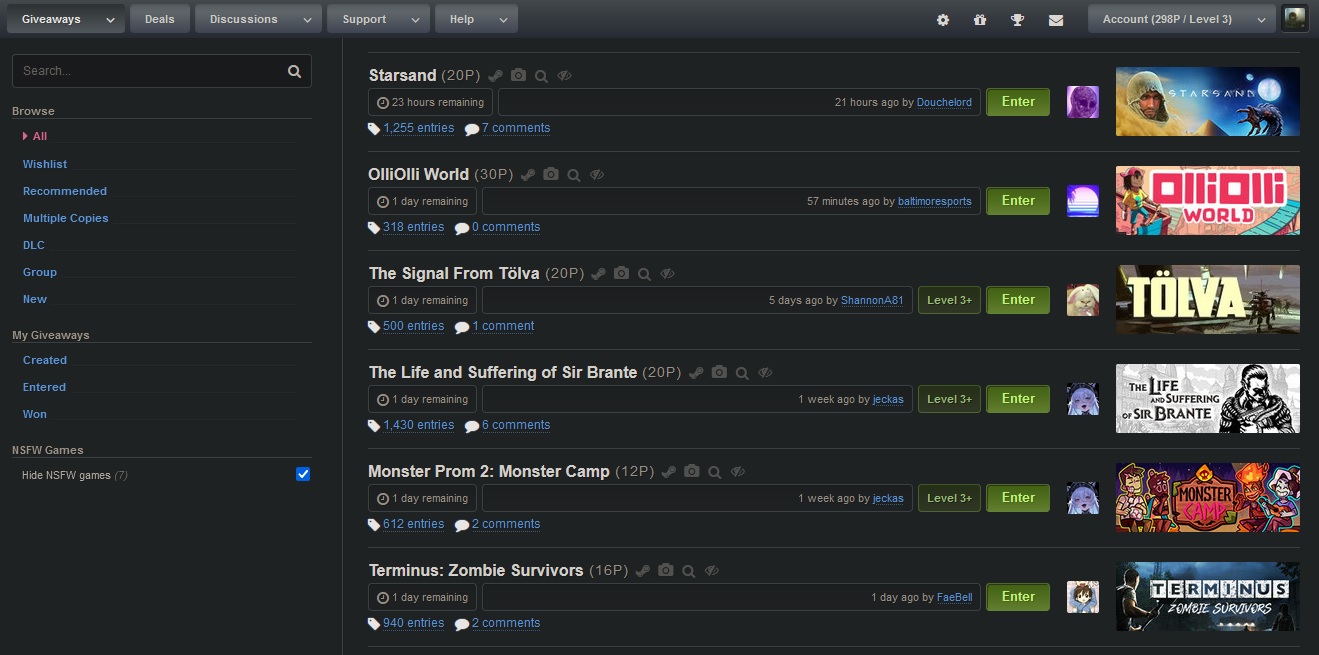 Giveaways Deals Discussions Support Help Account (298P / Level 3)
Search...
Browse
All
Wishlist
Recommended
Multiple Copies
DLC
Group
New
My Giveaways
Created
Entered
Won
NSFW Games
Hide NSFW games (7)
Starsand (20P)
23 hours remaining 21 hours ago by Douchelord Enter
1,255 entries 7 comments
STARSAND
OlliOlli World (30P)
1 day remaining 57 minutes ago by baltimoresports Enter
318 entries 0 comments
OlliOlli
WORLD
The Signal From Tölva (20P)
1 day remaining 5 days ago by ShannonA81 Level 3+ Enter
500 entries 1 comment
TÖLVA
The Life and Suffering of Sir Brante (20P)
1 day remaining 1 week ago by jeckas Level 3+ Enter
1,430 entries 6 comments
THE LIFE
AND SUFFERING
OF SIR BRANTE
Monster Prom 2: Monster Camp (12P)
1 day remaining 1 week ago by jeckas Level 3+ Enter
612 entries 2 comments
MONSTER
CAMP
Terminus: Zombie Survivors (16P)
1 day remaining 1 day ago by FaeBell Enter
940 entries 2 comments
TERMINUS
ZOMBIE SURVIVORS